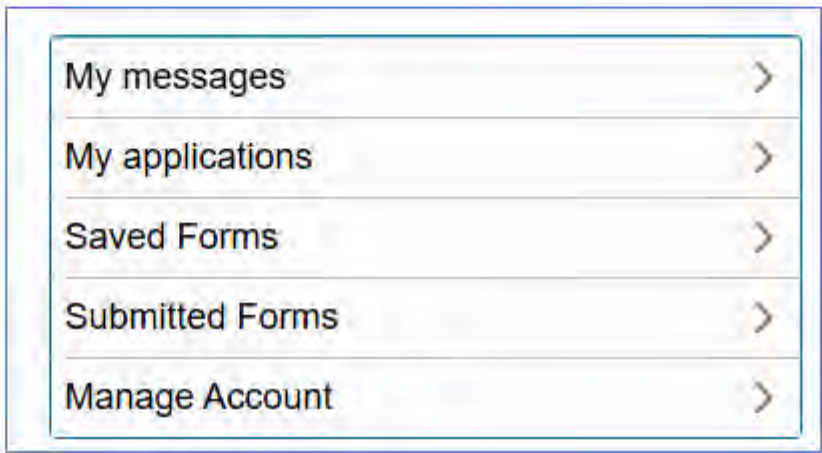 My messages
My applications
Saved Forms
Submitted Forms
Manage Account